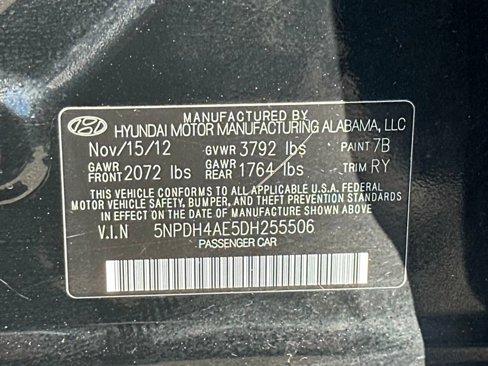 MANUFACTURED BY
HYUNDAI MOTOR MANUFACTURING ALABAMA, LLC
Nov/15/12 GVWR 3792 lbs PAINT 7B
GAWR FRONT 2072 lbs GAWR REAR 1764 lbs TRIM RY
THIS VEHICLE CONFORMS TO ALL APPLICABLE U.S.A. FEDERAL
MOTOR VEHICLE SAFETY, BUMPER, AND THEFT PREVENTION
STANDARDS IN EFFECT ON THE DATE OF MANUFACTURE SHOWN ABOVE.
V.I.N 5NPDH4AE5DH255506
PASSENGER CAR